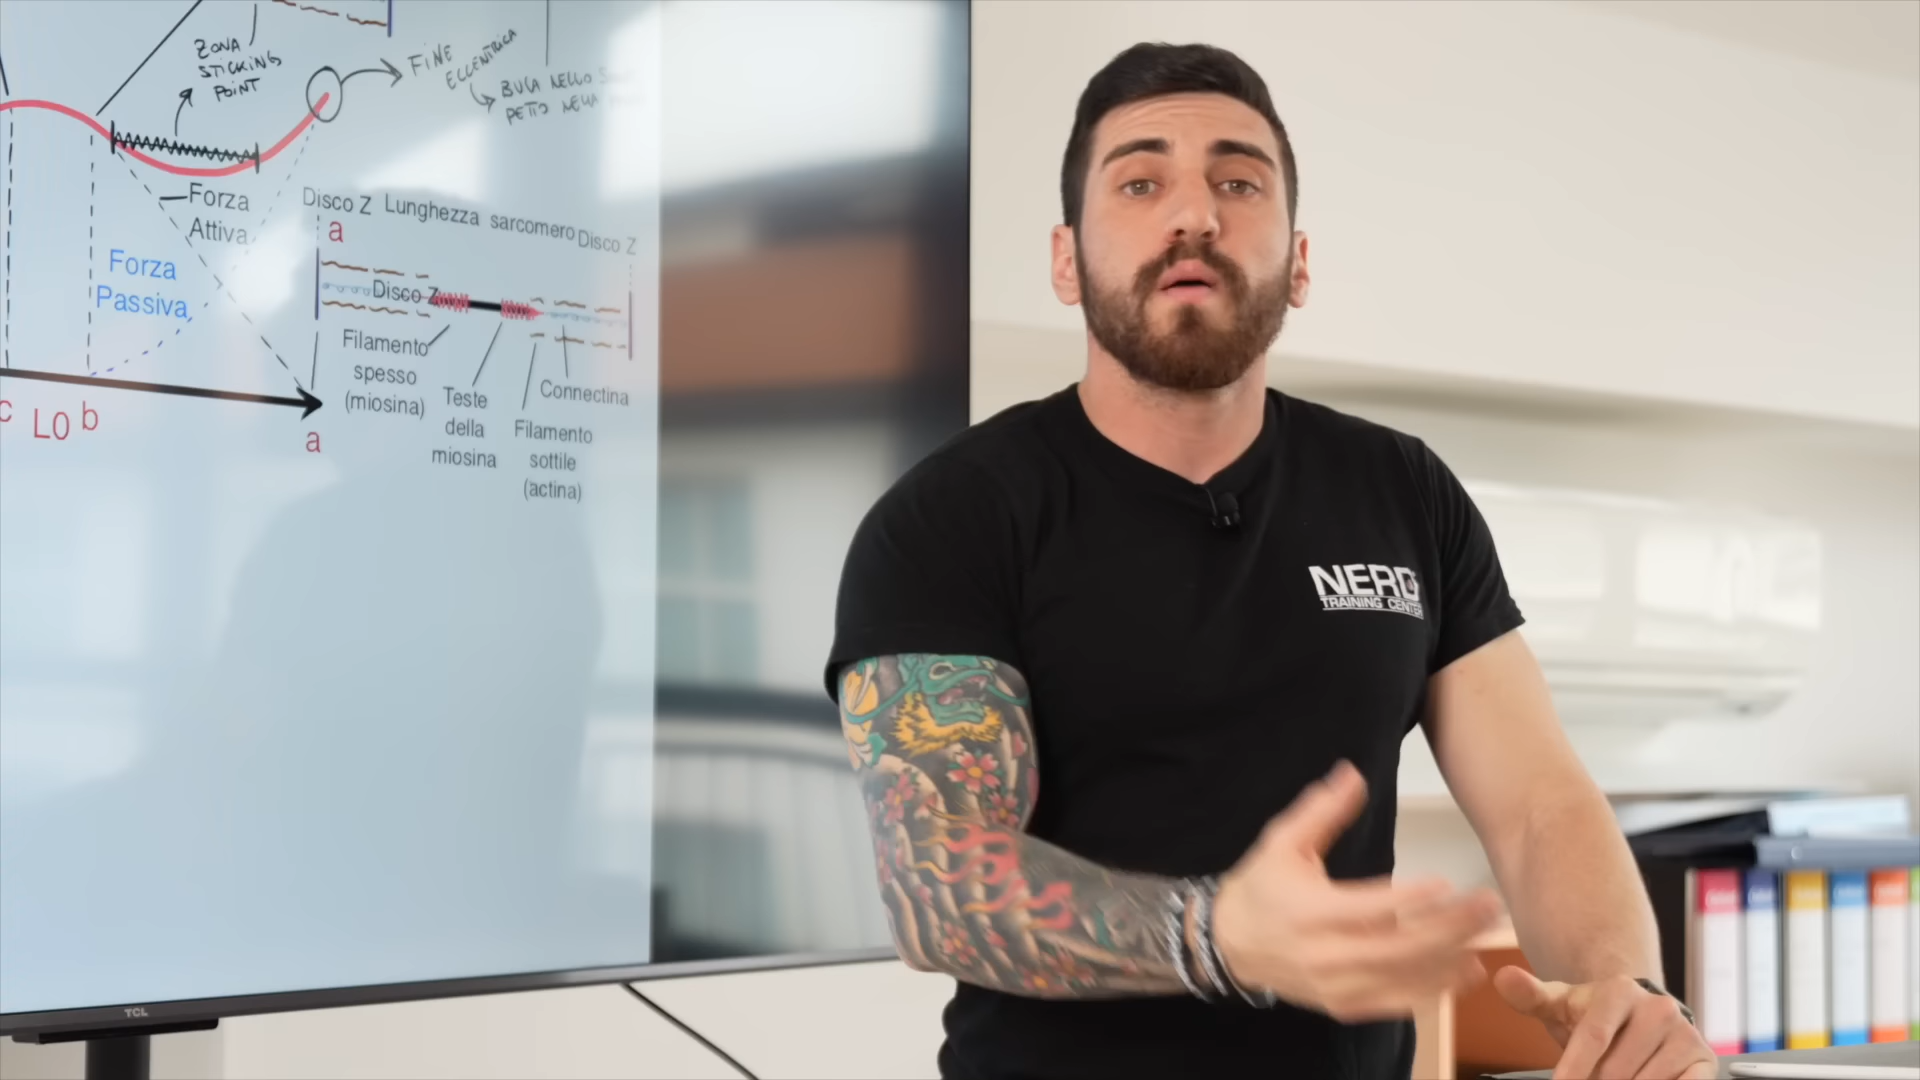 ZONA
STICKING
POINT
FINE
ECCENTRICA
BUCA NELLO
PETTO NELLA
Forza
Attiva
Forza
Passiva
Disco Z Lunghezza sarcomero Disco Z
a
Disco Z
Filamento
spesso
(miosina)
Teste
della
miosina
Connectina
Filamento
sottile
(actina)
c L0 b
a
TCL
NERD
TRAINING CENTER